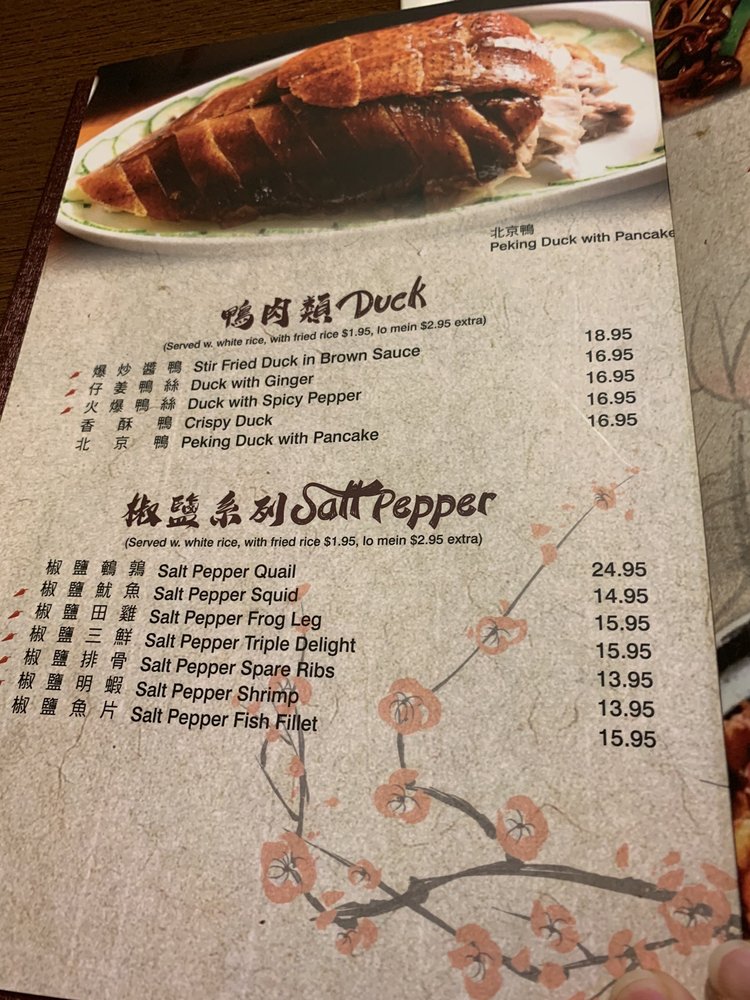 北京鴨
Peking Duck with Pancake
鴨肉類 Duck
(Served w. white rice, with fried rice $1.95, lo mein $2.95 extra)
爆炒醬鴨 Stir Fried Duck in Brown Sauce 18.95
仔姜鴨絲 Duck with Ginger 16.95
火爆鴨絲 Duck with Spicy Pepper 16.95
香酥鴨 Crispy Duck 16.95
北京鴨 Peking Duck with Pancake 16.95
椒鹽系列 Salt Pepper
(Served w. white rice, with fried rice $1.95, lo mein $2.95 extra)
椒鹽鵪鶉 Salt Pepper Quail 24.95
椒鹽魷魚 Salt Pepper Squid 14.95
椒鹽田雞 Salt Pepper Frog Leg 15.95
椒鹽三鮮 Salt Pepper Triple Delight 15.95
椒鹽排骨 Salt Pepper Spare Ribs 13.95
椒鹽明蝦 Salt Pepper Shrimp 13.95
椒鹽魚片 Salt Pepper Fish Fillet 15.95